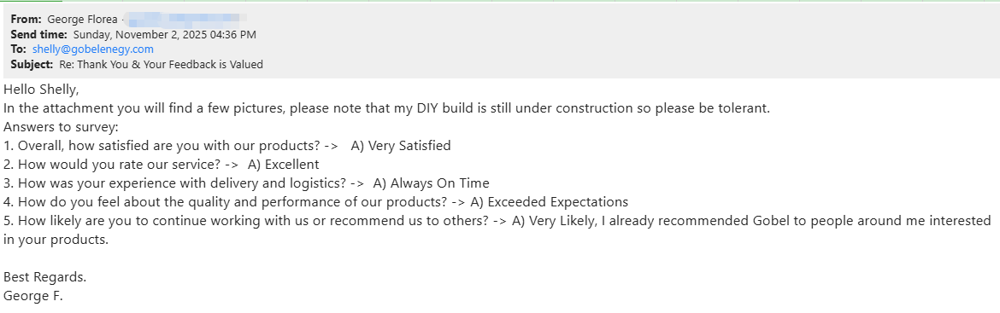 From: George Florea
Send time: Sunday, November 2, 2025 04:36 PM
To: shelly@gobelenegy.com
Subject: Re: Thank You & Your Feedback is Valued
Hello Shelly,
In the attachment you will find a few pictures, please note that my DIY build is still under construction so please be tolerant.
Answers to survey:
1. Overall, how satisfied are you with our products? -> A) Very Satisfied
2. How would you rate our service? -> A) Excellent
3. How was your experience with delivery and logistics? -> A) Always On Time
4. How do you feel about the quality and performance of our products? -> A) Exceeded Expectations
5. How likely are you to continue working with us or recommend us to others? -> A) Very Likely, I already recommended Gobel to people around me interested
in your products.
Best Regards.
George F.